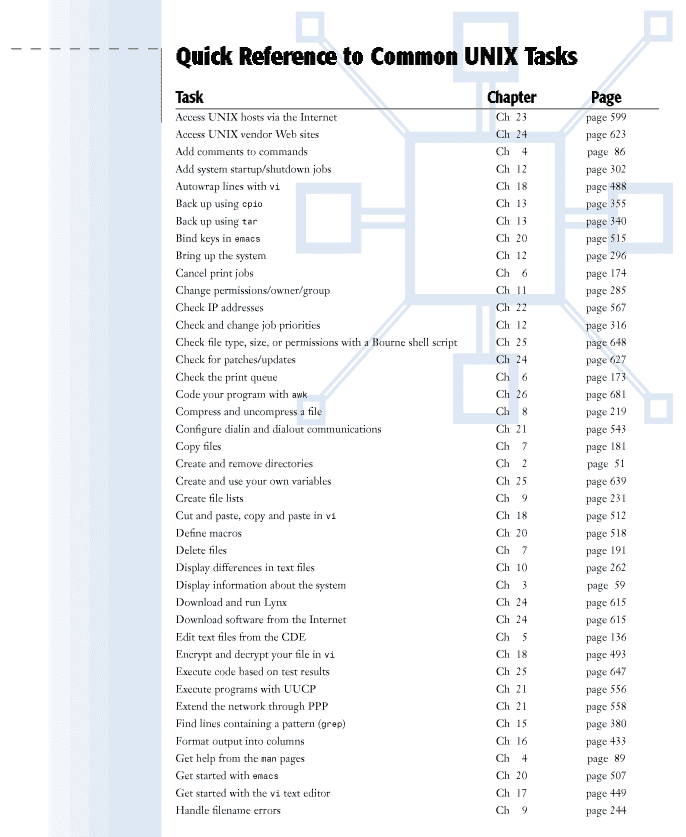 Quick Reference to Common UNIX Tasks
Task Chapter Page
Access UNIX hosts via the Internet Ch 23 page 599
Access UNIX vendor Web sites Ch 24 page 623
Add comments to commands Ch 4 page 86
Add system startup/shutdown jobs Ch 12 page 302
Autowrap lines with vi Ch 18 page 488
Back up using cpio Ch 13 page 355
Back up using tar Ch 13 page 340
Bind keys in emacs Ch 20 page 515
Bring up the system Ch 12 page 296
Cancel print jobs Ch 6 page 174
Change permissions/owner/group Ch 11 page 285
Check IP addresses Ch 22 page 567
Check and change job priorities Ch 12 page 316
Check file type, size, or permissions with a Bourne shell script Ch 25 page 648
Check for patches/updates Ch 24 page 627
Check the print queue Ch 6 page 173
Code your program with awk Ch 26 page 681
Compress and uncompress a file Ch 8 page 219
Configure dialin and dialout communications Ch 21 page 543
Copy files Ch 7 page 181
Create and remove directories Ch 2 page 51
Create and use your own variables Ch 25 page 639
Create file lists Ch 9 page 231
Cut and paste, copy and paste in vi Ch 18 page 512
Define macros Ch 20 page 518
Delete files Ch 7 page 191
Display differences in text files Ch 10 page 262
Display information about the system Ch 3 page 59
Download and run Lynx Ch 24 page 615
Download software from the Internet Ch 24 page 615
Edit text files from the CDE Ch 5 page 136
Encrypt and decrypt your file in vi Ch 18 page 493
Execute code based on test results Ch 25 page 647
Execute programs with UUCP Ch 21 page 556
Extend the network through PPP Ch 21 page 558
Find lines containing a pattern (grep) Ch 15 page 380
Format output into columns Ch 16 page 433
Get help from the man pages Ch 4 page 89
Get started with emacs Ch 20 page 507
Get started with the vi text editor Ch 17 page 449
Handle filename errors Ch 9 page 244